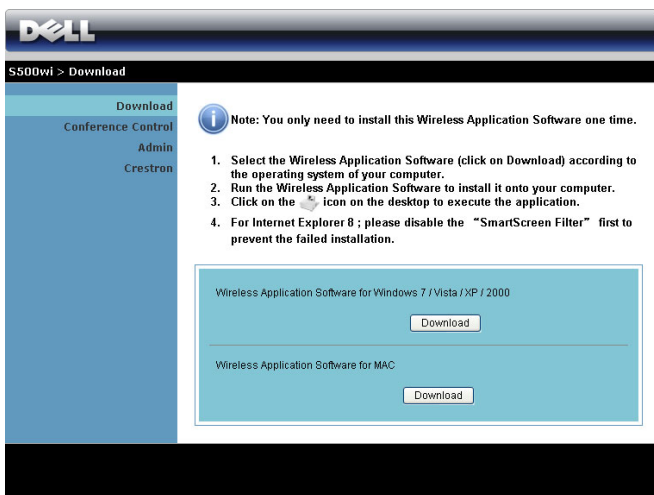 DELL
S500wi > Download
Download
Conference Control
Admin
Crestron
Note: You only need to install this Wireless Application Software one time.
1. Select the Wireless Application Software (click on Download) according to
the operating system of your computer.
2. Run the Wireless Application Software to install it onto your computer.
3. Click on the icon on the desktop to execute the application.
4. For Internet Explorer 8 ; please disable the “SmartScreen Filter” first to
prevent the failed installation.
Wireless Application Software for Windows 7 / Vista / XP / 2000
Download
Wireless Application Software for MAC
Download